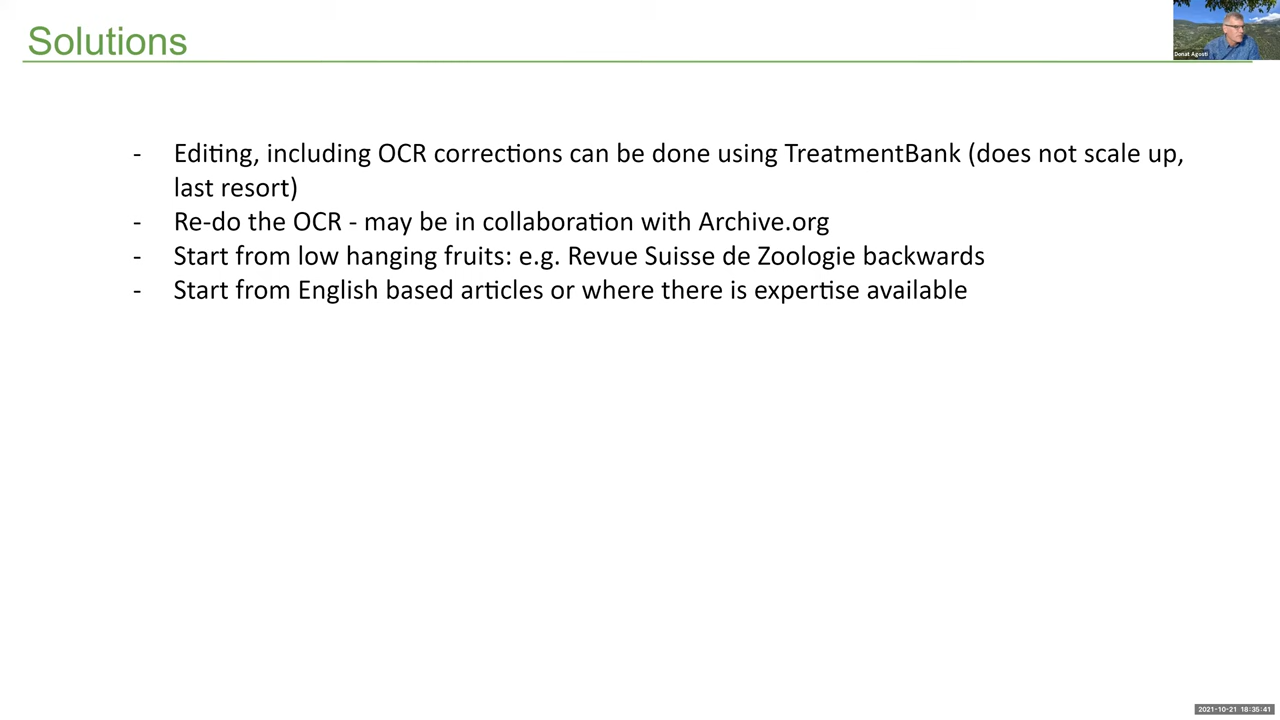 Solutions
Donat Agosti
- Editing, including OCR corrections can be done using TreatmentBank (does not scale up,
last resort)
- Re-do the OCR - may be in collaboration with Archive.org
- Start from low hanging fruits: e.g. Revue Suisse de Zoologie backwards
- Start from English based articles or where there is expertise available
2021-10-21 18:35:41